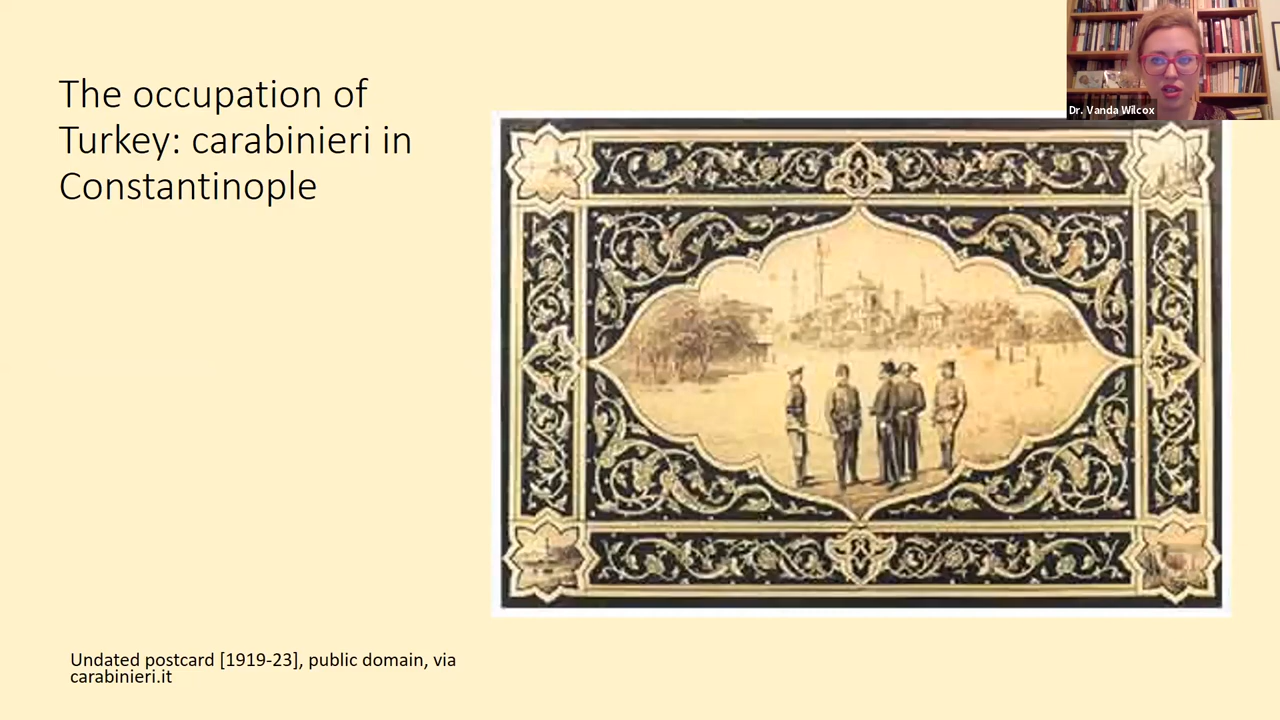 The occupation of
Turkey: carabinieri in
Constantinople
Dr. Vanda Wilcox
Undated postcard [1919-23], public domain, via
carabinieri.it